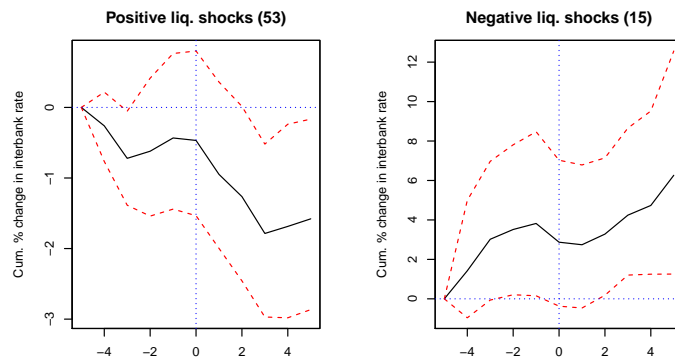 Positive liq. shocks (53)
Cum. % change in interbank rate
0
−1
−2
−3
−4 −2 0 2 4
Negative liq. shocks (15)
Cum. % change in interbank rate
12
10
8
6
4
2
0
−4 −2 0 2 4